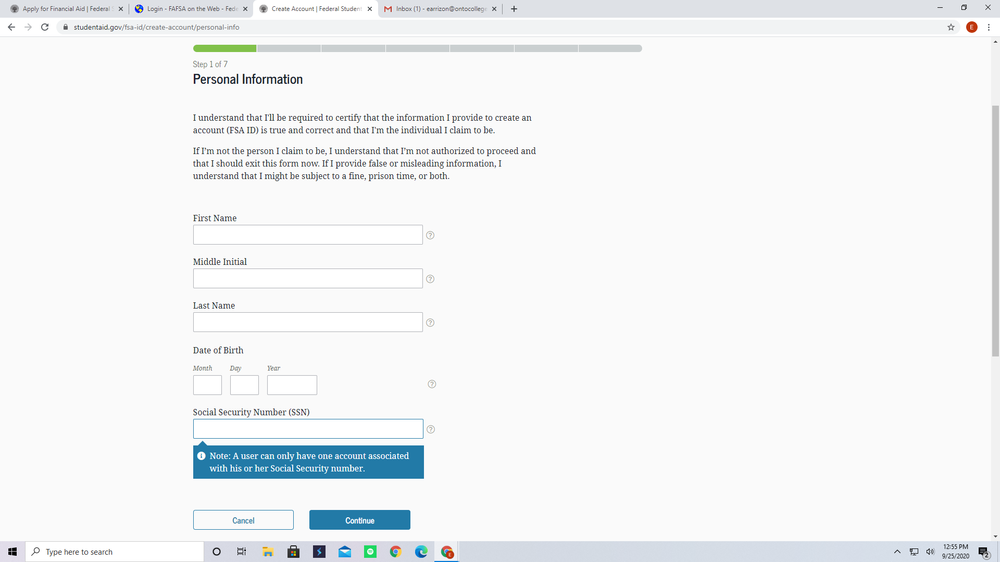 Apply for Financial Aid | Federal S
Login - FAFSA on the Web - Fede
Create Account | Federal Student
Inbox (1) - earrizon@ontocollege
studentaid.gov/fsa-id/create-account/personal-info
E
Step 1 of 7
Personal Information
I understand that I'll be required to certify that the information I provide to create an
account (FSA ID) is true and correct and that I'm the individual I claim to be.
If I’m not the person I claim to be, I understand that I’m not authorized to proceed and
that I should exit this form now. If I provide false or misleading information, I
understand that I might be subject to a fine, prison time, or both.
First Name
?
Middle Initial
?
Last Name
?
Date of Birth
Month Day Year
?
Social Security Number (SSN)
?
Note: A user can only have one account associated
with his or her Social Security number.
Cancel Continue
Type here to search
E
12:55 PM
9/25/2020
2